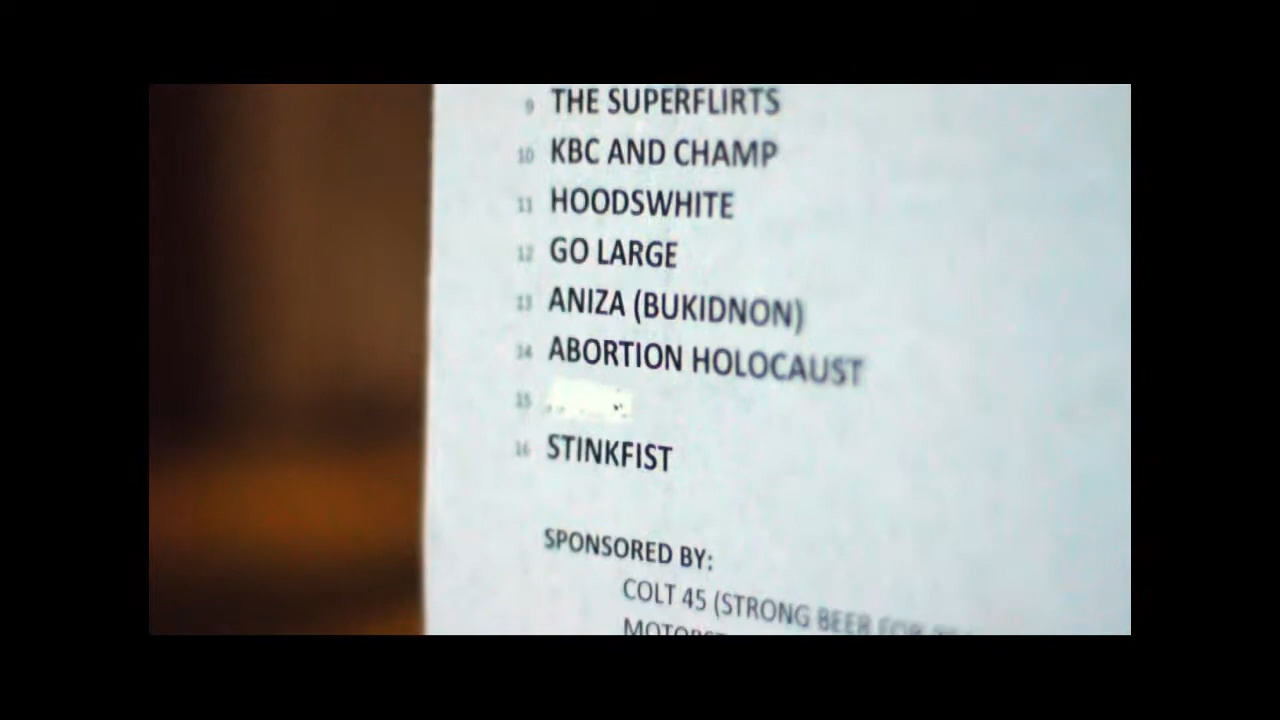 9 THE SUPERFLIRTS
10 KBC AND CHAMP
11 HOODSWHITE
12 GO LARGE
13 ANIZA (BUKIDNON)
14 ABORTION HOLOCAUST
15
16 STINKFIST
SPONSORED BY:
COLT 45 (STRONG BEER FOR